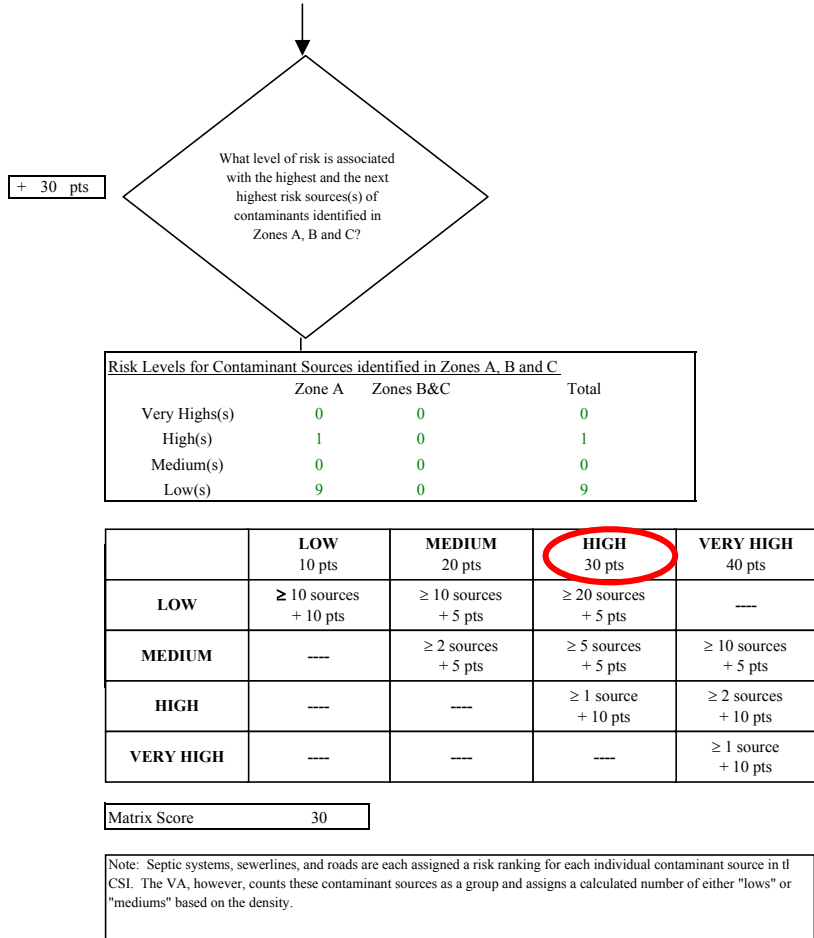 What level of risk is associated
with the highest and the next
highest risk sources(s) of
contaminants identified in
Zones A, B and C?
+ 30 pts
Risk Levels for Contaminant Sources identified in Zones A, B and C
Zone A Zones B&C Total
Very Highs(s) 0 0 0
High(s) 1 0 1
Medium(s) 0 0 0
Low(s) 9 0 9
LOW MEDIUM HIGH VERY HIGH
10 pts 20 pts 30 pts 40 pts
LOW ≥ 10 sources ≥ 10 sources ≥ 20 sources ----
+ 10 pts + 5 pts + 5 pts
MEDIUM ---- ≥ 2 sources ≥ 5 sources ≥ 10 sources
+ 5 pts + 5 pts + 5 pts
HIGH ---- ---- ≥ 1 source ≥ 2 sources
+ 10 pts + 10 pts
VERY HIGH ---- ---- ---- ≥ 1 source
+ 10 pts
Matrix Score 30
Note: Septic systems, sewerlines, and roads are each assigned a risk ranking for each individual contaminant source in
CSI. The VA, however, counts these contaminant sources as a group and assigns a calculated number of either "lows" or
"mediums" based on the density.